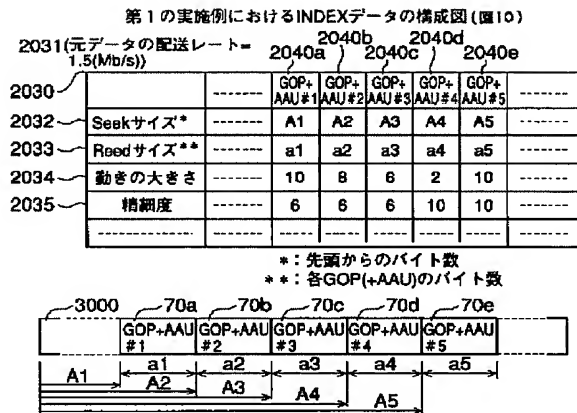 第1の実施例におけるINDEXデータの構成図(図10)
2031(元データの配送レート=
1.5(Mb/s))
2040a 2040b 2040c 2040d 2040e
2030 ------- GOP+AAU#1 GOP+AAU#2 GOP+AAU#3 GOP+AAU#4 GOP+AAU#5 -------
2032 Seekサイズ* ------- A1 A2 A3 A4 A5 -------
2033 Reedサイズ** ------- a1 a2 a3 a4 a5 -------
2034 動きの大きさ ------- 10 8 6 2 10 -------
2035 精細度 ------- 6 6 6 10 10 -------
*：先頭からのバイト数
**：各GOP(+AAU)のバイト数
3000 70a 70b 70c 70d 70e
GOP+AAU GOP+AAU GOP+AAU GOP+AAU GOP+AAU
#1 #2 #3 #4 #5
a1 a2 a3 a4 a5
A1 A2 A3 A4 A5